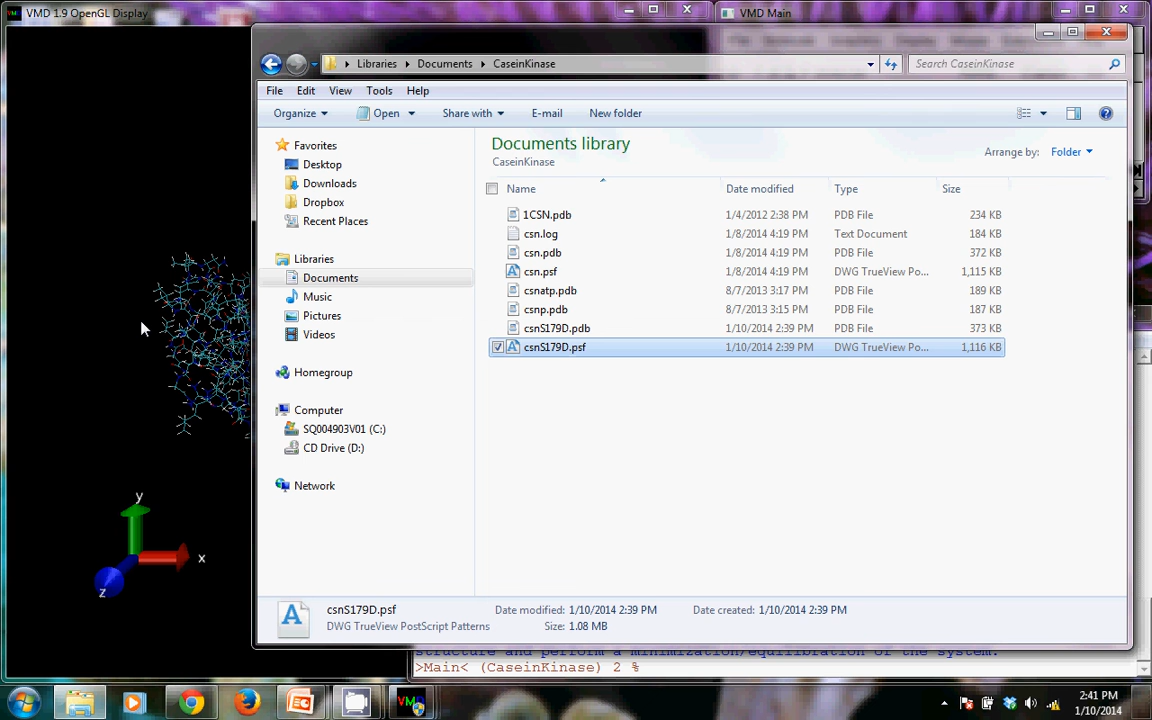 VMD 1.9 OpenGL Display
VMD Main
Libraries Documents CaseinKinase
Search CaseinKinase
File Edit View Tools Help
Organize Open Share with E-mail New folder
Documents library
CaseinKinase
Arrange by: Folder
Name Date modified Type Size
1CSN.pdb 1/4/2012 2:38 PM PDB File 234 KB
csn.log 1/8/2014 4:19 PM Text Document 184 KB
csn.pdb 1/8/2014 4:19 PM PDB File 372 KB
csn.psf 1/8/2014 4:19 PM DWG TrueView Po... 1,115 KB
csnatp.pdb 8/7/2013 3:17 PM PDB File 189 KB
csnp.pdb 8/7/2013 3:15 PM PDB File 187 KB
csnS179D.pdb 1/10/2014 2:39 PM PDB File 373 KB
csnS179D.psf 1/10/2014 2:39 PM DWG TrueView Po... 1,116 KB
Favorites
Desktop
Downloads
Dropbox
Recent Places
Libraries
Documents
Music
Pictures
Videos
Homegroup
Computer
SQ004903V01 (C:)
CD Drive (D:)
Network
y
x
z
csnS179D.psf Date modified: 1/10/2014 2:39 PM Date created: 1/10/2014 2:39 PM
DWG TrueView PostScript Patterns Size: 1.08 MB
structure and perform a minimization/equilibration of the system.
>Main< (CaseinKinase) 2 %
VMD
2:41 PM
1/10/2014